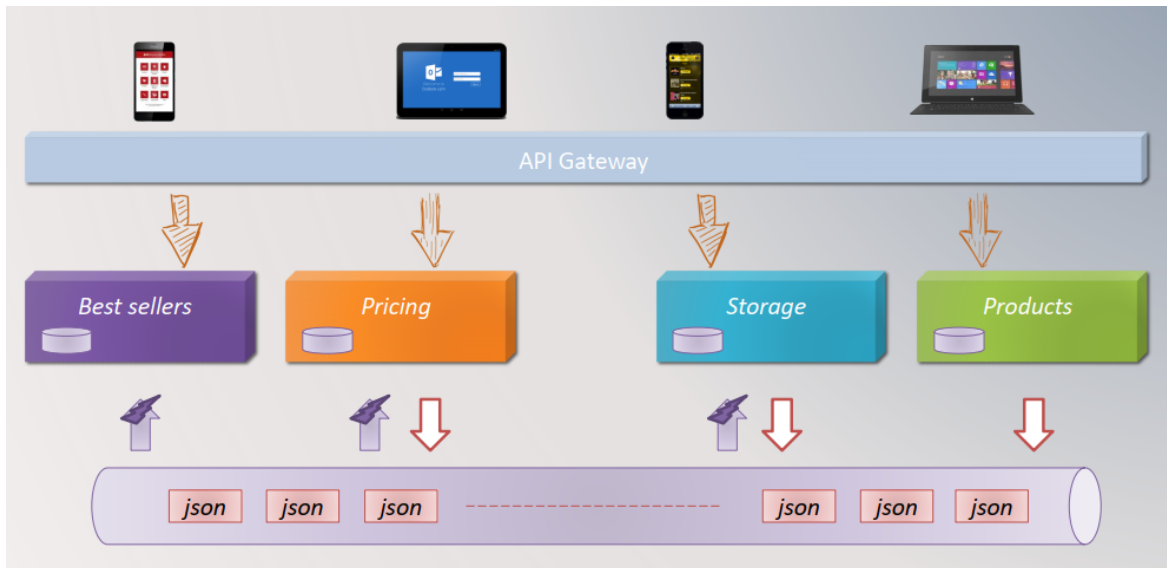 API Gateway
Best sellers
Pricing
Storage
Products
json
json
json
json
json
json